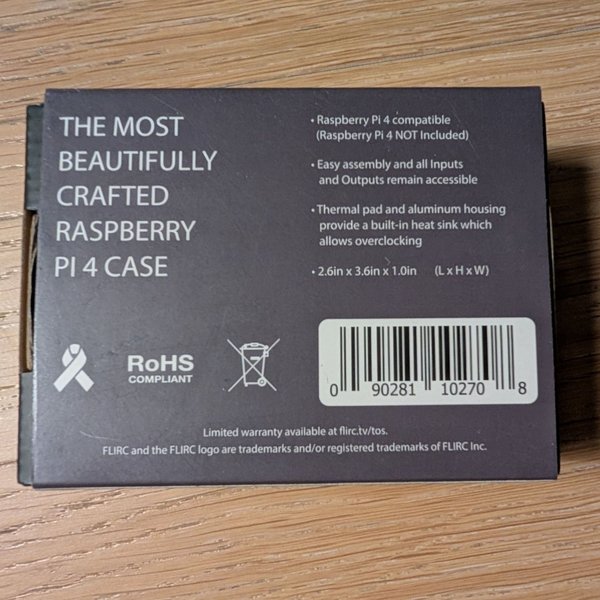 THE MOST
BEAUTIFULLY
CRAFTED
RASPBERRY
PI 4 CASE
• Raspberry Pi 4 compatible
(Raspberry Pi 4 NOT Included)
• Easy assembly and all Inputs
and Outputs remain accessible
• Thermal pad and aluminum housing
provide a built-in heat sink which
allows overclocking
• 2.6in x 3.6in x 1.0in (L x H x W)
RoHS
COMPLIANT
0 90281 10270 8
Limited warranty available at flirc.tv/tos.
FLIRC and the FLIRC logo are trademarks and/or registered trademarks of FLIRC Inc.